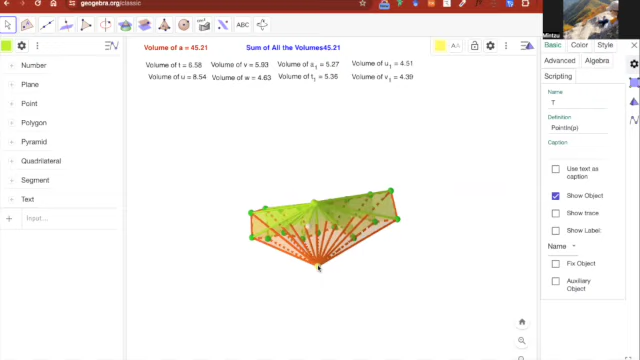 geogebra.org/classic
Mintzu
ABC
Volume of a = 45.21
Sum of All the Volumes45.21
AA
Volume of t = 6.58
Volume of v = 5.93
Volume of a₁ = 5.27
Volume of u₁ = 4.51
Volume of u = 8.54
Volume of w = 4.63
Volume of t₁ = 5.36
Volume of v₁ = 4.39
Number
Plane
Point
Polygon
Pyramid
Quadrilateral
Segment
Text
Input...
Basic
Color
Style
Advanced
Algebra
Scripting
Name
T
Definition
PointIn(p)
Caption
Use text as
caption
Show Object
Show trace
Show Label:
Name
Fix Object
Auxiliary
Object